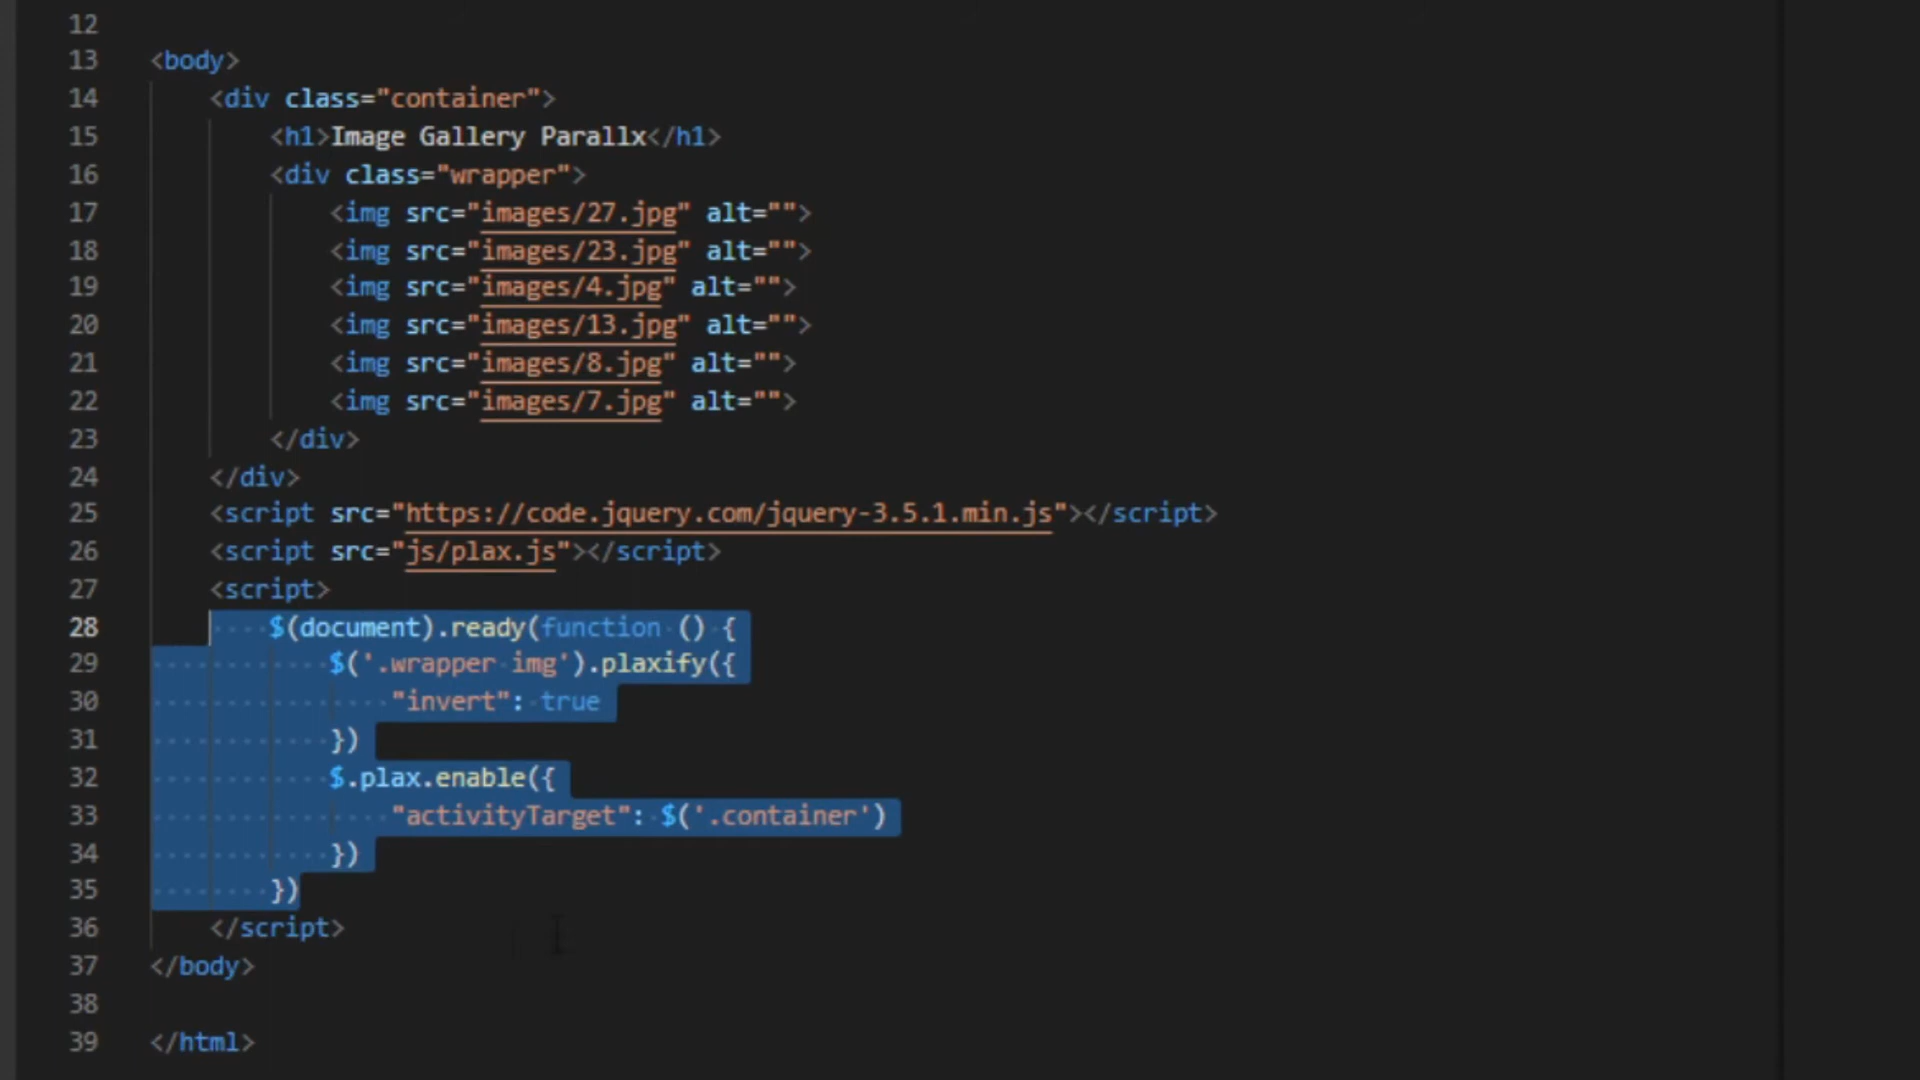 12
13 <body>
14 <div class="container">
15 <h1>Image Gallery Parallx</h1>
16 <div class="wrapper">
17 <img src="images/27.jpg" alt="">
18 <img src="images/23.jpg" alt="">
19 <img src="images/4.jpg" alt="">
20 <img src="images/13.jpg" alt="">
21 <img src="images/8.jpg" alt="">
22 <img src="images/7.jpg" alt="">
23 </div>
24 </div>
25 <script src="https://code.jquery.com/jquery-3.5.1.min.js"></script>
26 <script src="js/plax.js"></script>
27 <script>
28 $(document).ready(function () {
29 $('.wrapper img').plaxify({
30 "invert": true
31 })
32 $.plax.enable({
33 "activityTarget": $('.container')
34 })
35 })
36 </script>
37 </body>
38
39 </html>